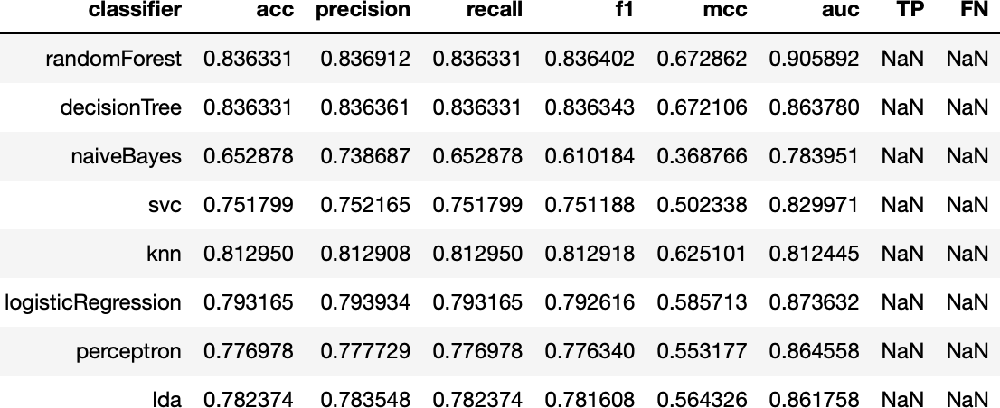 classifier acc precision recall f1 mcc auc TP FN
randomForest 0.836331 0.836912 0.836331 0.836402 0.672862 0.905892 NaN NaN
decisionTree 0.836331 0.836361 0.836331 0.836343 0.672106 0.863780 NaN NaN
naiveBayes 0.652878 0.738687 0.652878 0.610184 0.368766 0.783951 NaN NaN
svc 0.751799 0.752165 0.751799 0.751188 0.502338 0.829971 NaN NaN
knn 0.812950 0.812908 0.812950 0.812918 0.625101 0.812445 NaN NaN
logisticRegression 0.793165 0.793934 0.793165 0.792616 0.585713 0.873632 NaN NaN
perceptron 0.776978 0.777729 0.776978 0.776340 0.553177 0.864558 NaN NaN
lda 0.782374 0.783548 0.782374 0.781608 0.564326 0.861758 NaN NaN